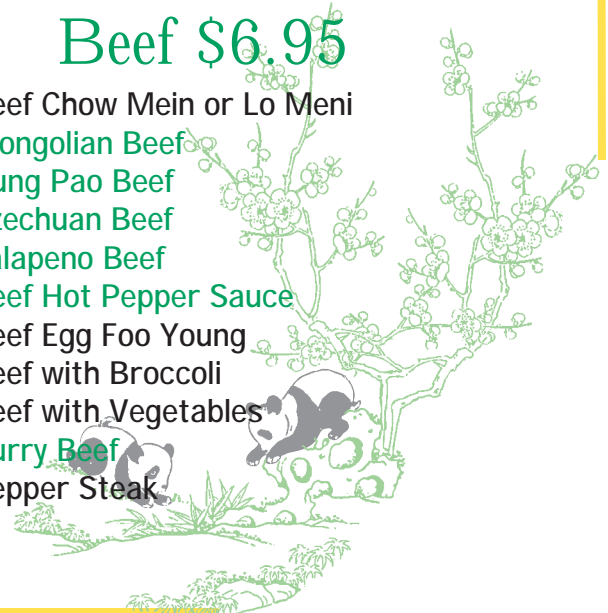 Beef $6.95
eef Chow Mein or Lo Meni
ongolian Beef
ung Pao Beef
echuan Beef
alapeno Beef
eef Hot Pepper Sauce
eef Egg Foo Young
eef with Broccoli
eef with Vegetables
urry Beef
epper Steak